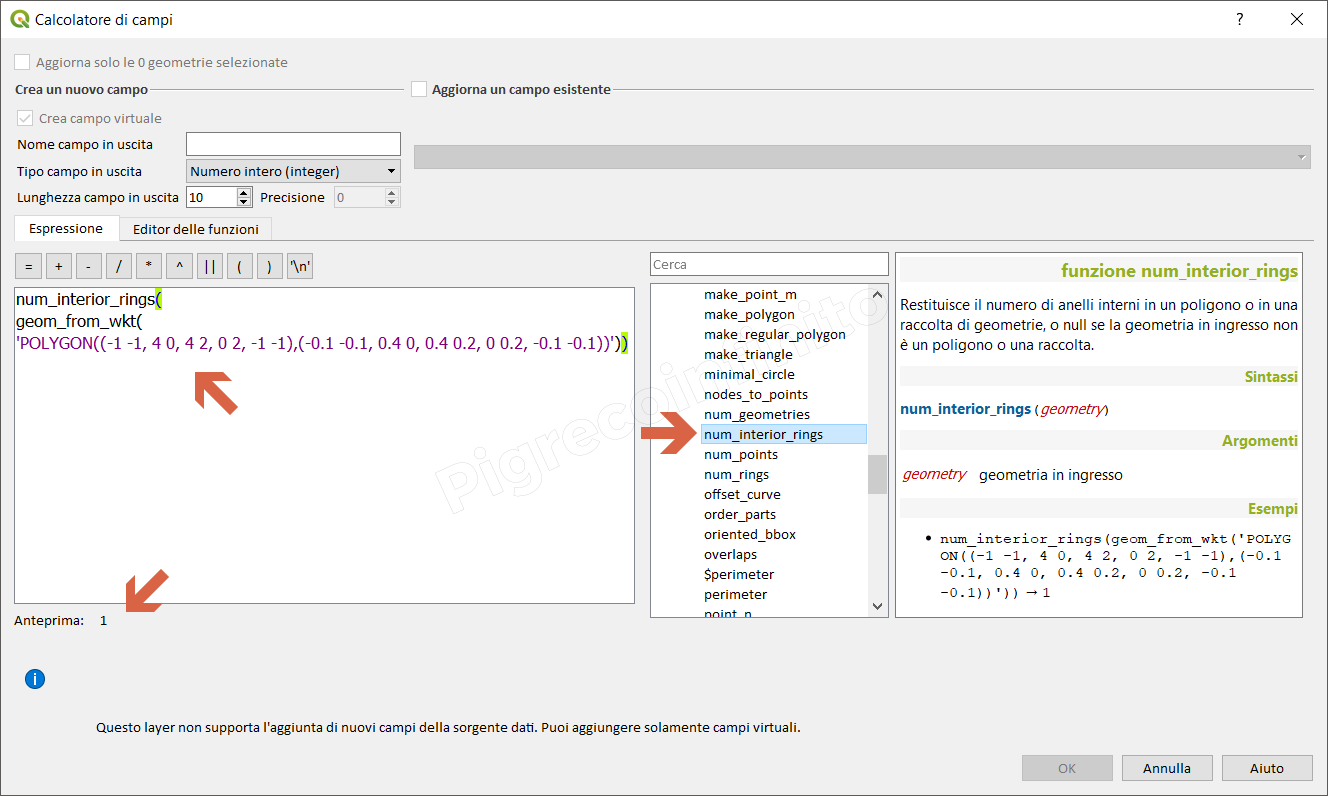 Calcolatore di campi
?
Aggiorna solo le 0 geometrie selezionate
Crea un nuovo campo
Aggiorna un campo esistente
Crea campo virtuale
Nome campo in uscita
Tipo campo in uscita
Numero intero (integer)
Lunghezza campo in uscita
10
Precisione
0
Espressione
Editor delle funzioni
= + - / * ^ || ( ) '\n'
num_interior_rings(
geom_from_wkt(
'POLYGON((-1 -1, 4 0, 4 2, 0 2, -1 -1),(-0.1 -0.1, 0.4 0, 0.4 0.2, 0 0.2, -0.1 -0.1))'))
Anteprima: 1
Cerca
make_point_m
make_polygon
make_regular_polygon
make_triangle
minimal_circle
nodes_to_points
num_geometries
num_interior_rings
num_points
num_rings
offset_curve
order_parts
oriented_bbox
overlaps
$perimeter
perimeter
point_n
funzione num_interior_rings
Restituisce il numero di anelli interni in un poligono o in una
raccolta di geometrie, o null se la geometria in ingresso non
è un poligono o una raccolta.
Sintassi
num_interior_rings (geometry)
Argomenti
geometry geometria in ingresso
Esempi
• num_interior_rings(geom_from_wkt('POLYG
ON((-1 -1, 4 0, 4 2, 0 2, -1 -1),(-0.1
-0.1, 0.4 0, 0.4 0.2, 0 0.2, -0.1
-0.1))')) → 1
i
Questo layer non supporta l'aggiunta di nuovi campi della sorgente dati. Puoi aggiungere solamente campi virtuali.
OK
Annulla
Aiuto